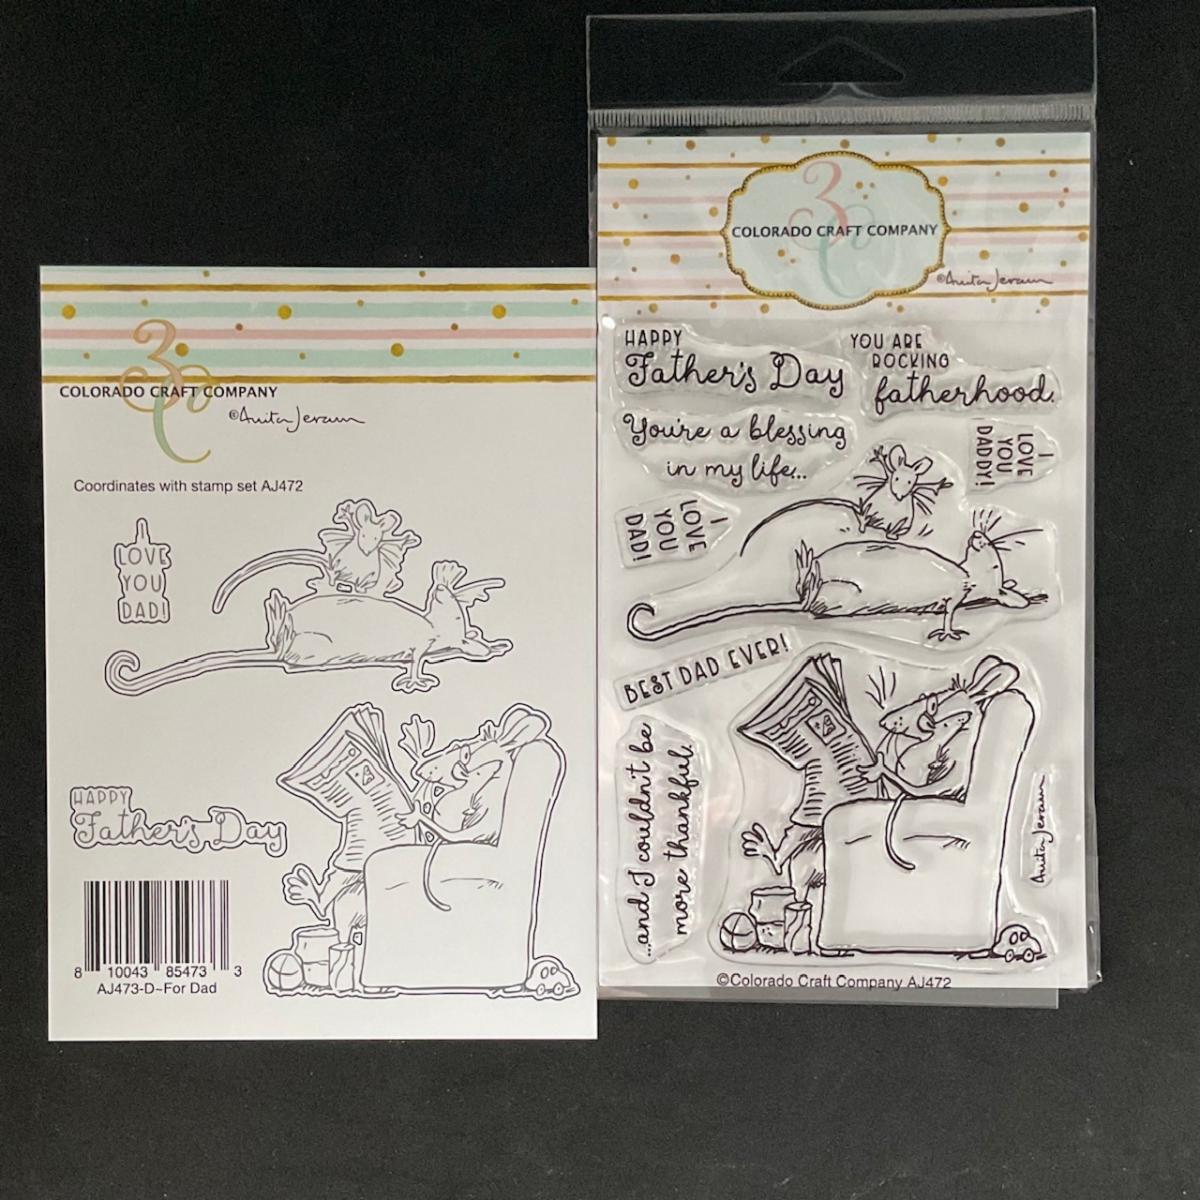 COLORADO CRAFT COMPANY
©Anita Jeram
Coordinates with stamp set AJ472
I
LOVE
YOU
DAD!
HAPPY
Father's Day
8 10043 85473 3
AJ473-D~For Dad
3C
COLORADO CRAFT COMPANY
©Anita Jeram
HAPPY
Father's Day
YOU ARE
ROCKING
fatherhood.
You're a blessing
in my life...
I
LOVE
YOU
DADDY!
I
LOVE
YOU
DAD!
BEST DAD EVER!
...and I couldn't be
more thankful.
Anita Jeram
©Colorado Craft Company AJ472